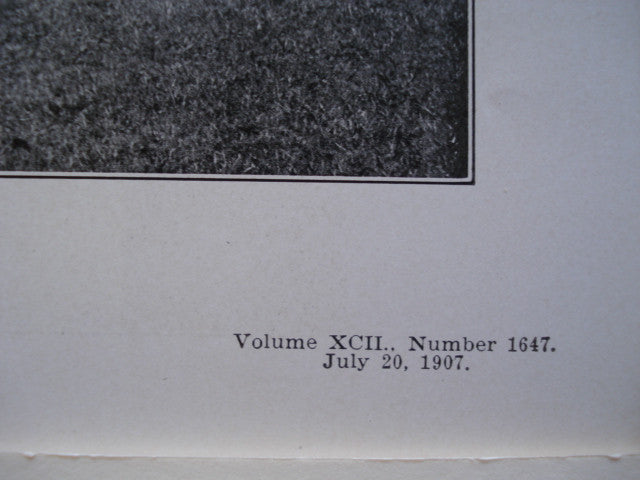 Volume XCII., Number 1647.
July 20, 1907.